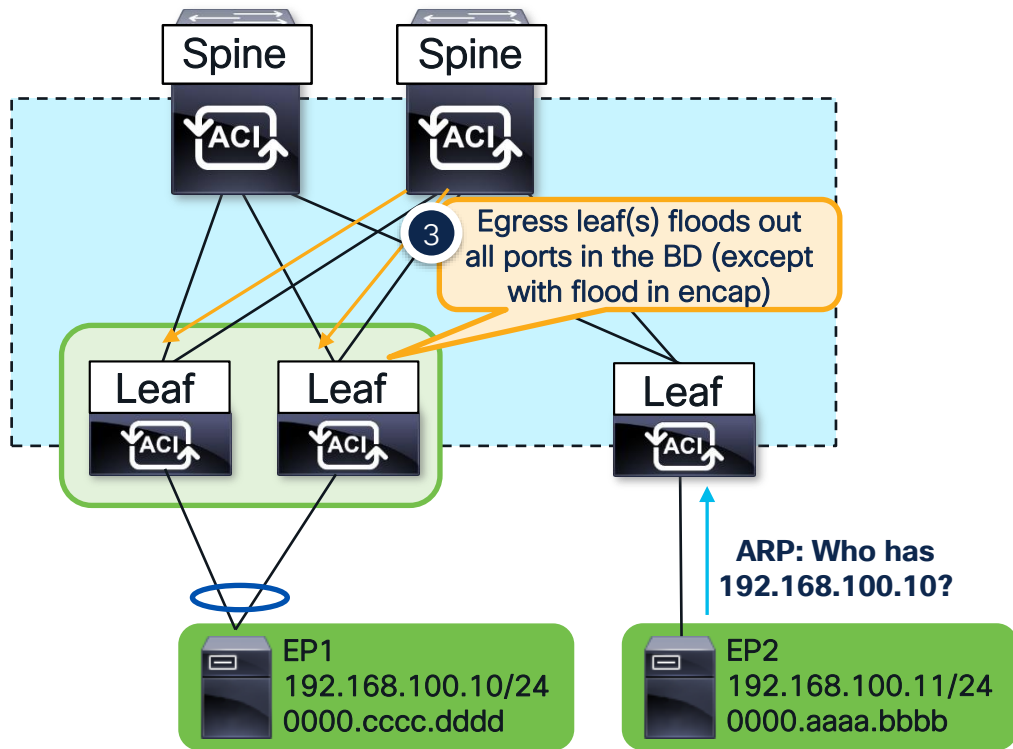 Spine
Spine
ACI
ACI
3
Egress leaf(s) floods out
all ports in the BD (except
with flood in encap)
Leaf
Leaf
Leaf
ACI
ACI
ACI
ARP: Who has
192.168.100.10?
EP1
192.168.100.10/24
0000.cccc.dddd
EP2
192.168.100.11/24
0000.aaaa.bbbb